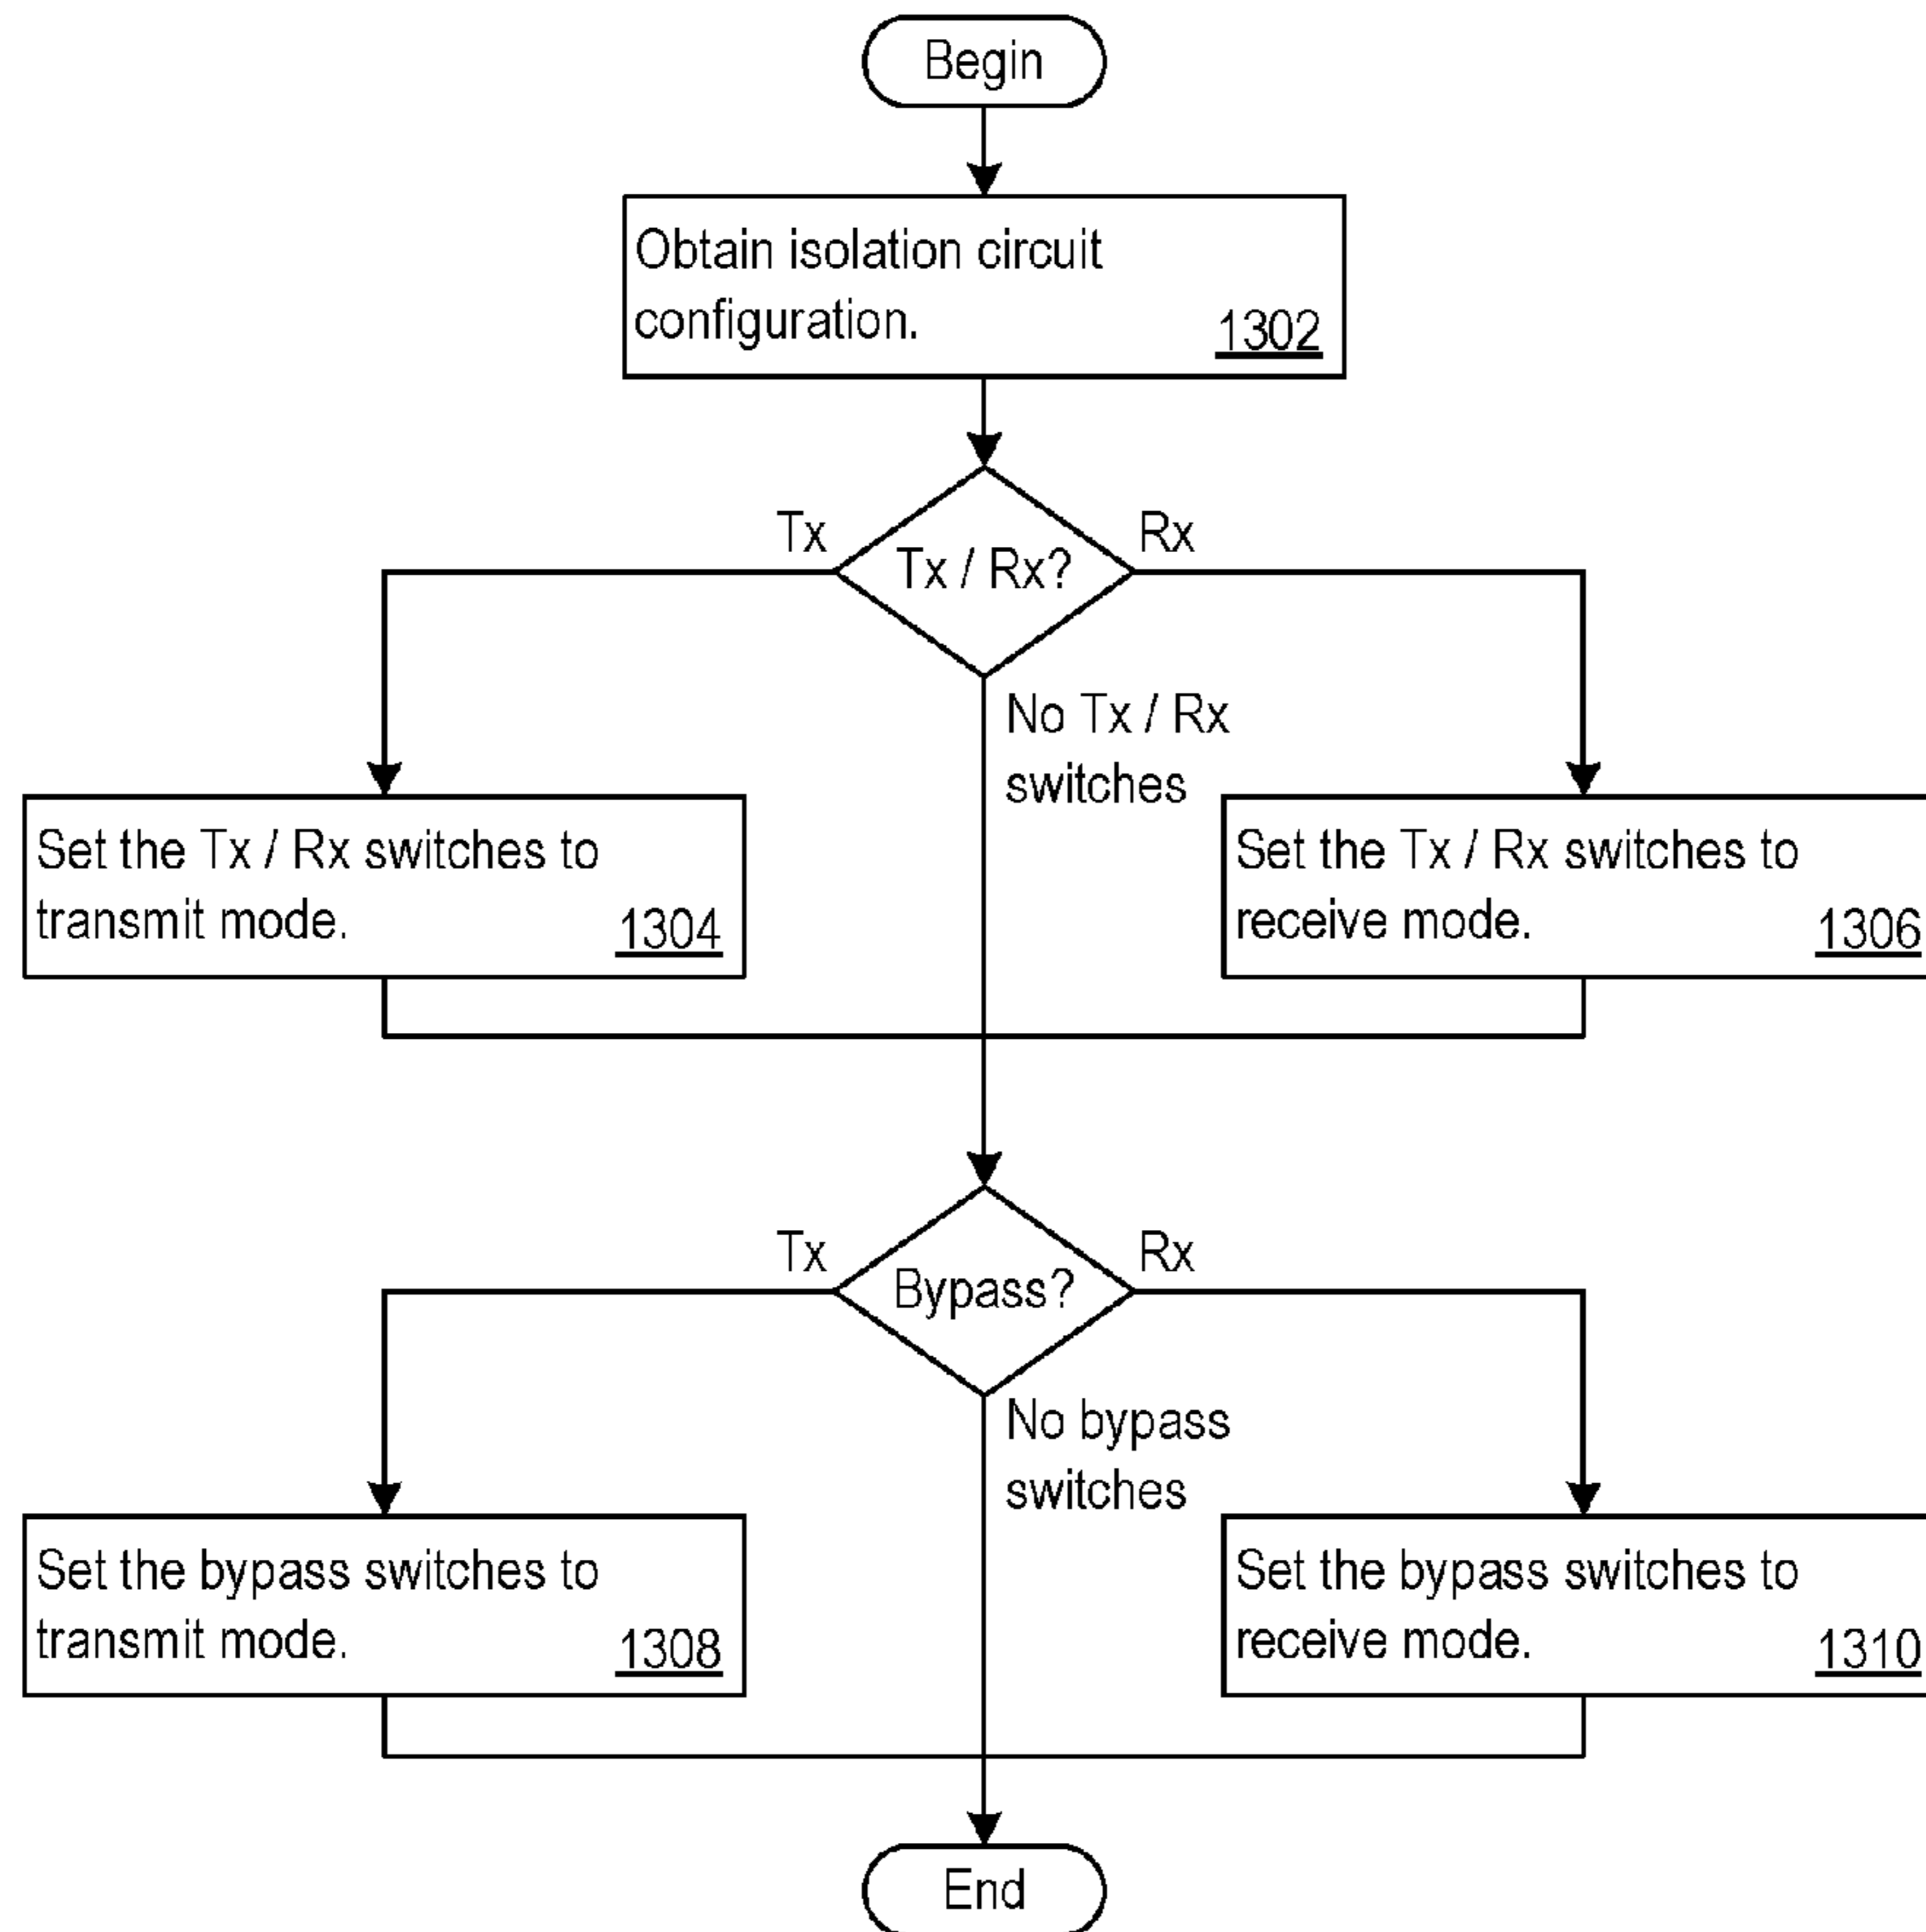 Begin
Obtain isolation circuit
configuration.
1302
Tx
Tx / Rx?
Rx
No Tx / Rx
switches
Set the Tx / Rx switches to
transmit mode.
1304
Set the Tx / Rx switches to
receive mode.
1306
Tx
Bypass?
Rx
No bypass
switches
Set the bypass switches to
transmit mode.
1308
Set the bypass switches to
receive mode.
1310
End